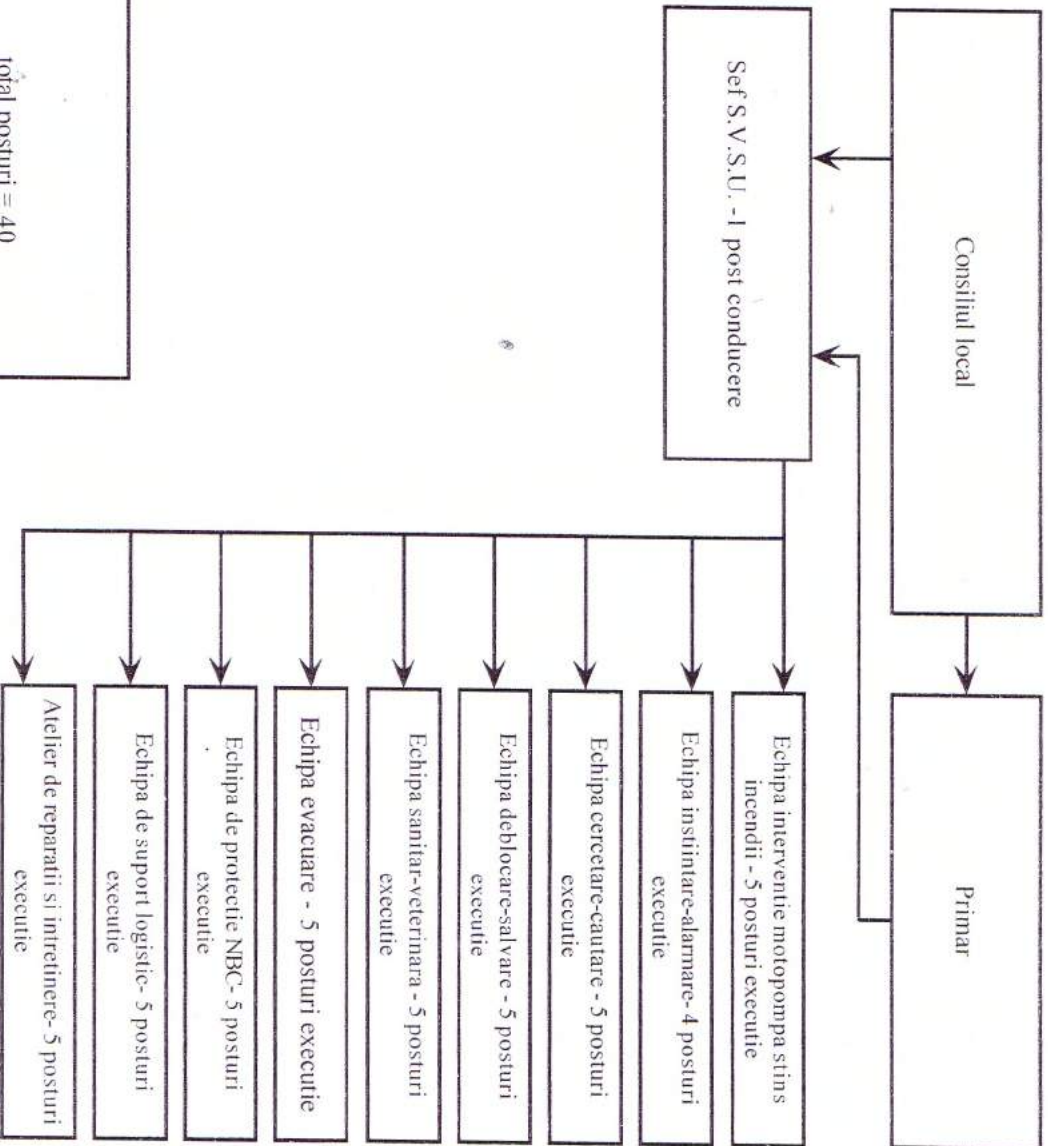 Consiliul local
Primar
Sef S.V.S.U. -1 post conducere
Echipa interventie motopompa stins
incendii - 5 posturi executie
Echipa instiintare-alarmare- 4 posturi
executie
Echipa cercetare-cautare - 5 posturi
executie
Echipa deblocare-salvare - 5 posturi
executie
Echipa sanitar-veterinara - 5 posturi
executie
Echipa evacuare - 5 posturi executie
Echipa de protectie NBC- 5 posturi
executie
Echipa de suport logistic- 5 posturi
executie
Atelier de reparatii si intretinere- 5 posturi
executie
total posturi = 40